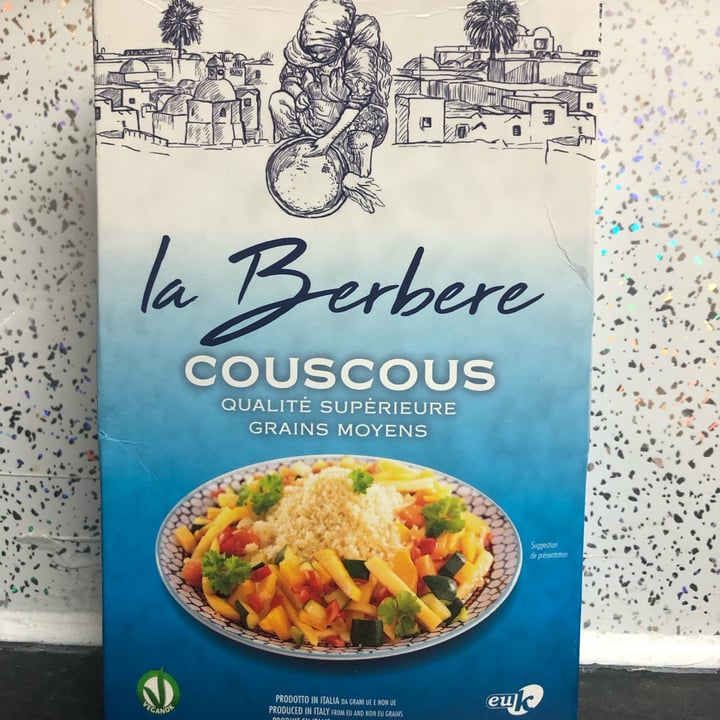 la Berbere
COUSCOUS
QUALITÉ SUPÉRIEURE
GRAINS MOYENS
Suggestion
de présentation
VEGANOK
PRODOTTO IN ITALIA DA GRANI UE E NON UE
PRODUCED IN ITALY FROM EU AND NON EU GRAINS
euk